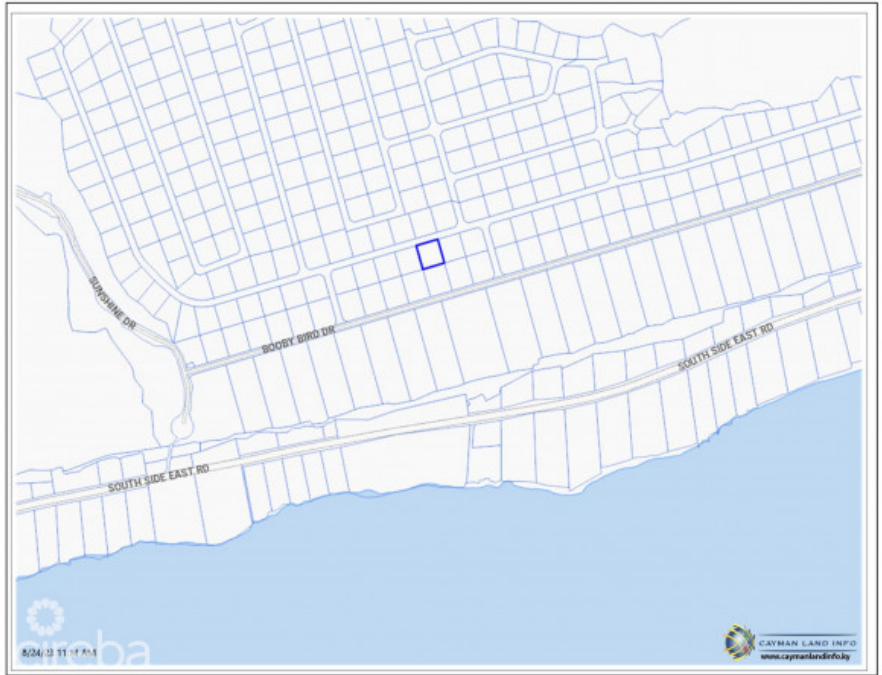 SUNSHINE DR
BOOBY BIRD DR
SOUTH SIDE EAST RD
SOUTH SIDE EAST RD
cireba
CAYMAN LAND INFO
www.caymanlandinfo.ky